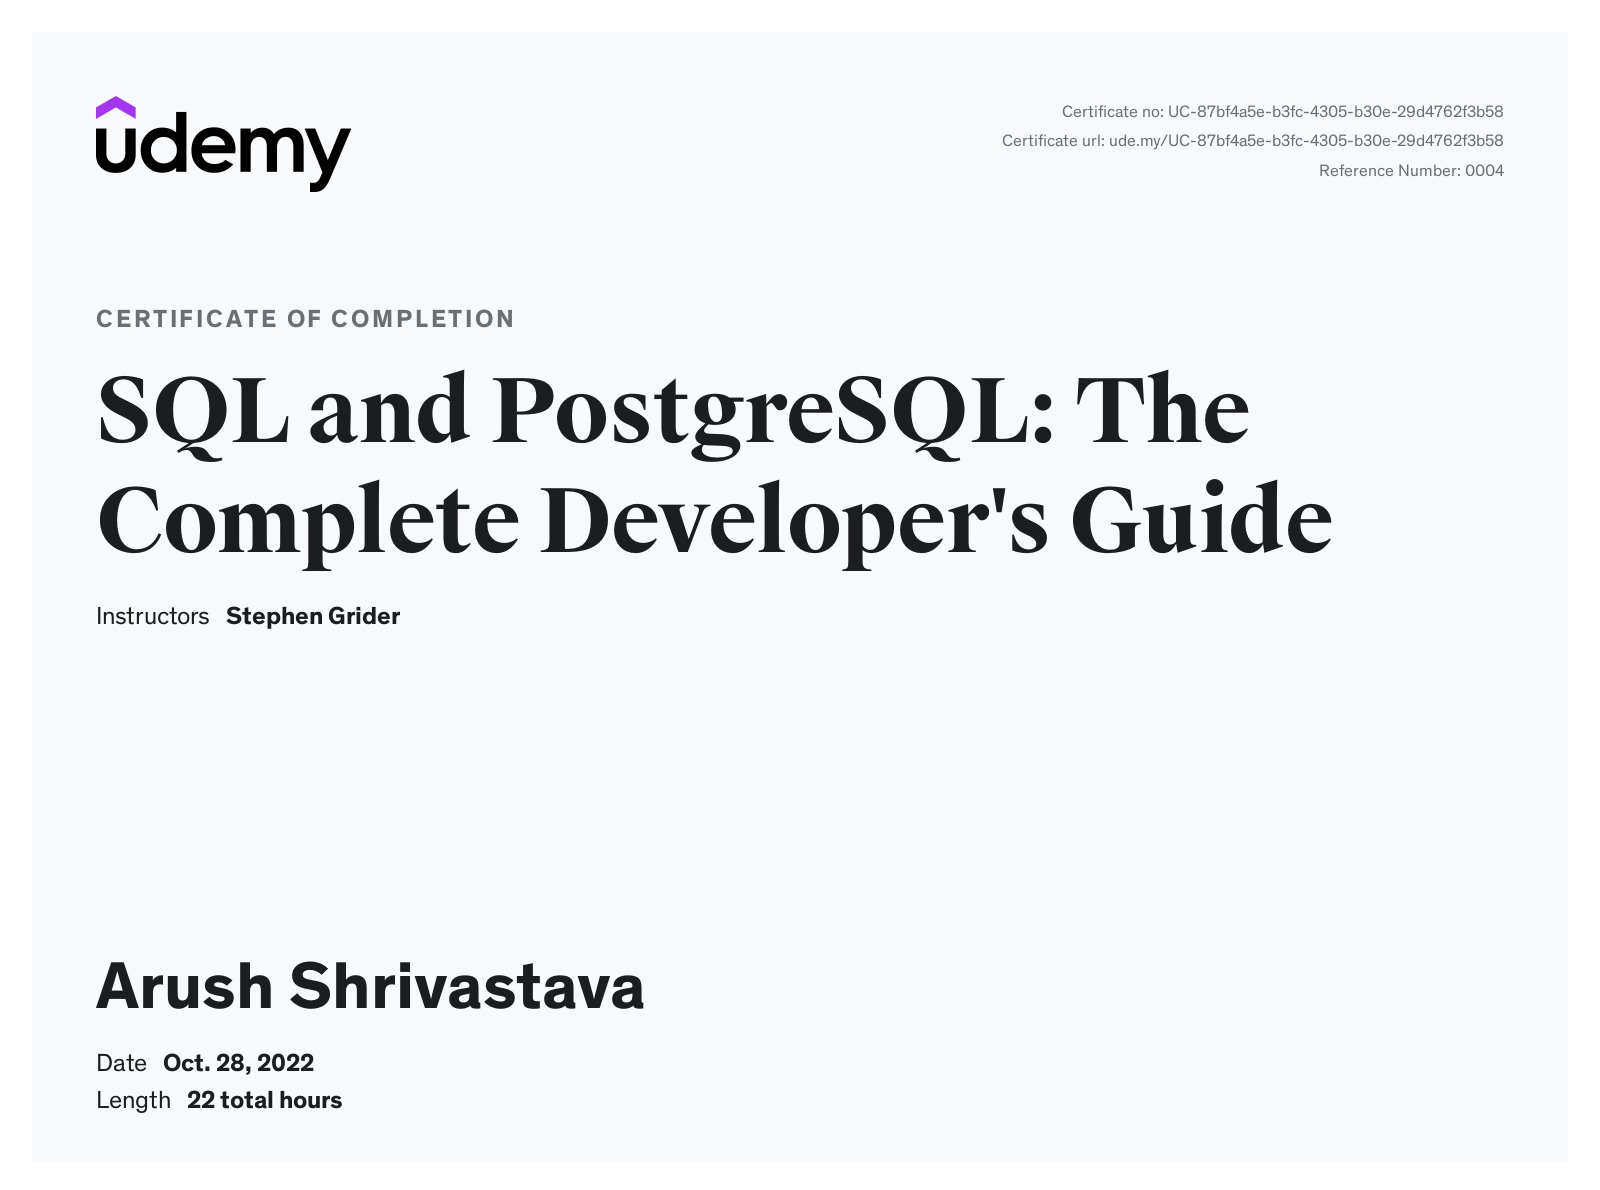 udemy
Certificate no: UC-87bf4a5e-b3fc-4305-b30e-29d4762f3b58
Certificate url: ude.my/UC-87bf4a5e-b3fc-4305-b30e-29d4762f3b58
Reference Number: 0004
CERTIFICATE OF COMPLETION
SQL and PostgreSQL: The
Complete Developer's Guide
Instructors Stephen Grider
Arush Shrivastava
Date Oct. 28, 2022
Length 22 total hours